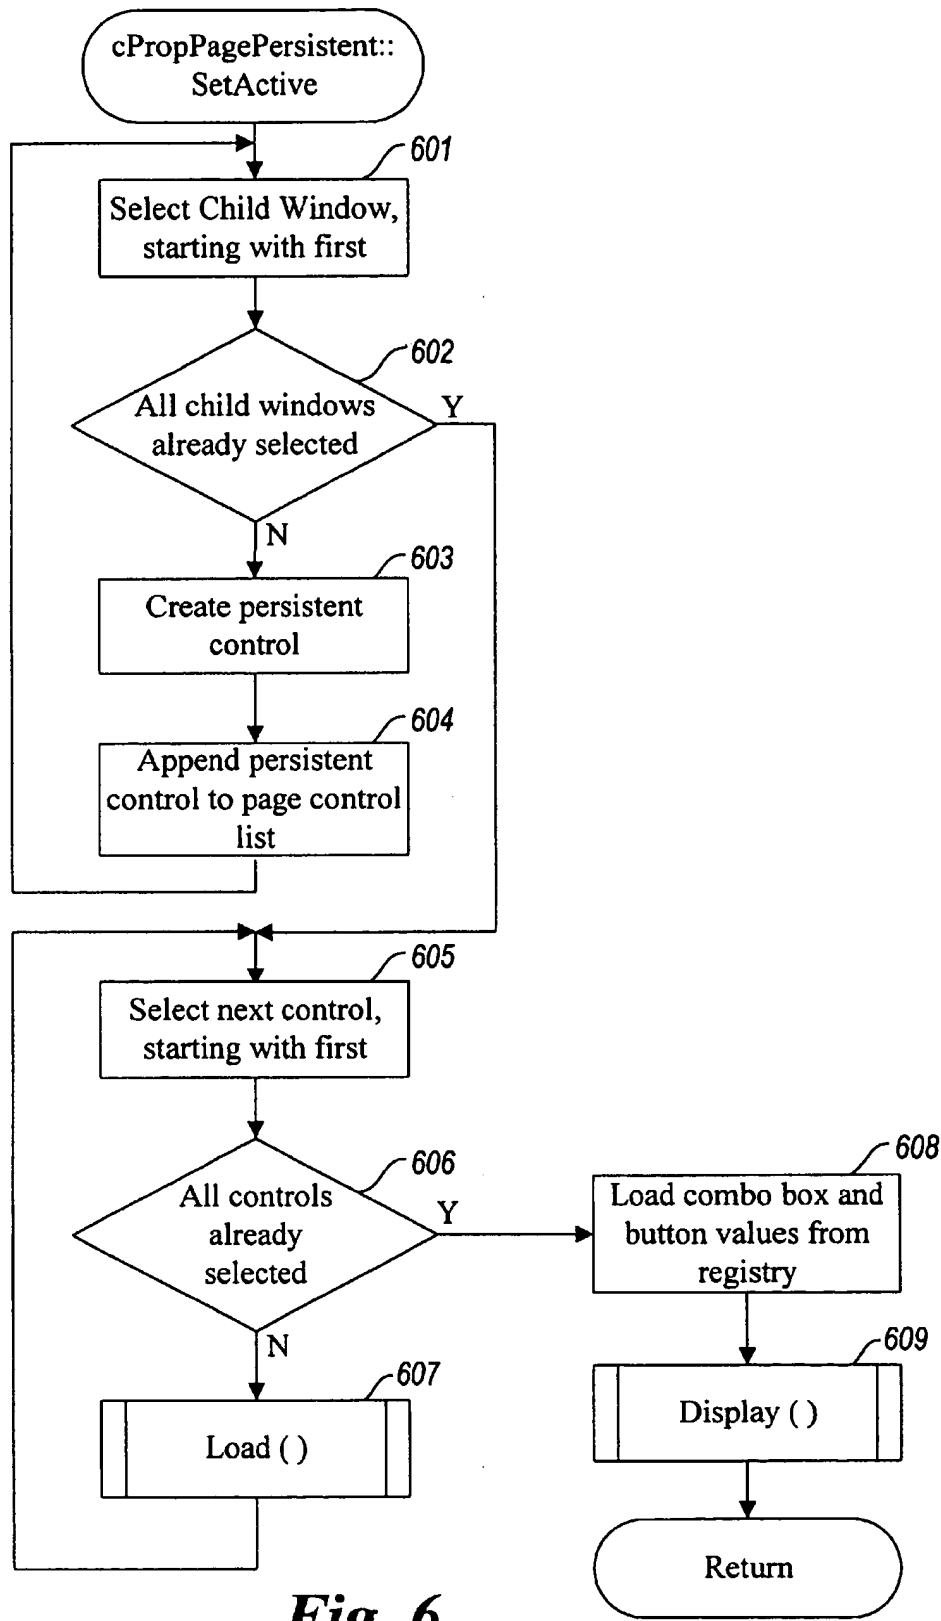 cPropPagePersistent::
SetActive
601
Select Child Window,
starting with first
602
All child windows
already selected
Y
N
603
Create persistent
control
604
Append persistent
control to page control
list
605
Select next control,
starting with first
606
All controls
already
selected
Y
N
607
Load ( )
608
Load combo box and
button values from
registry
609
Display ( )
Return
Fig. 6